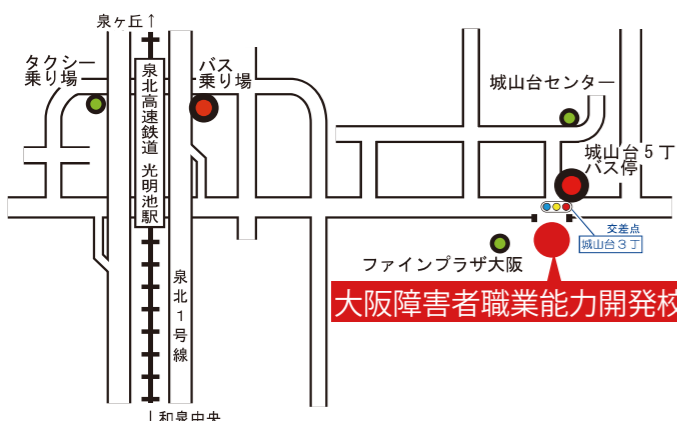 泉ヶ丘↑
タクシー
乗り場
バス
乗り場
泉北高速鉄道 光明池駅
城山台センター
城山台5丁
バス停
交差点
城山台3丁
ファインプラザ大阪
大阪障害者職業能力開発校
泉北1号線
↓和泉中央